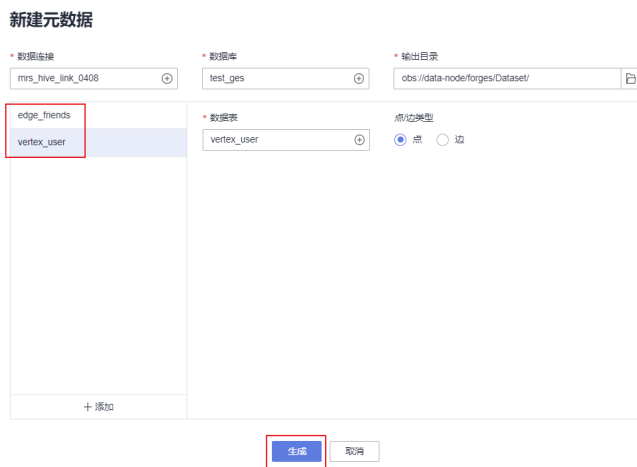 新建元数据
* 数据连接
mrs_hive_link_0408
* 数据库
test_ges
* 输出目录
obs://data-node/forges/Dataset/
edge_friends
vertex_user
* 数据表
vertex_user
点/边类型
点
边
添加
生成
取消